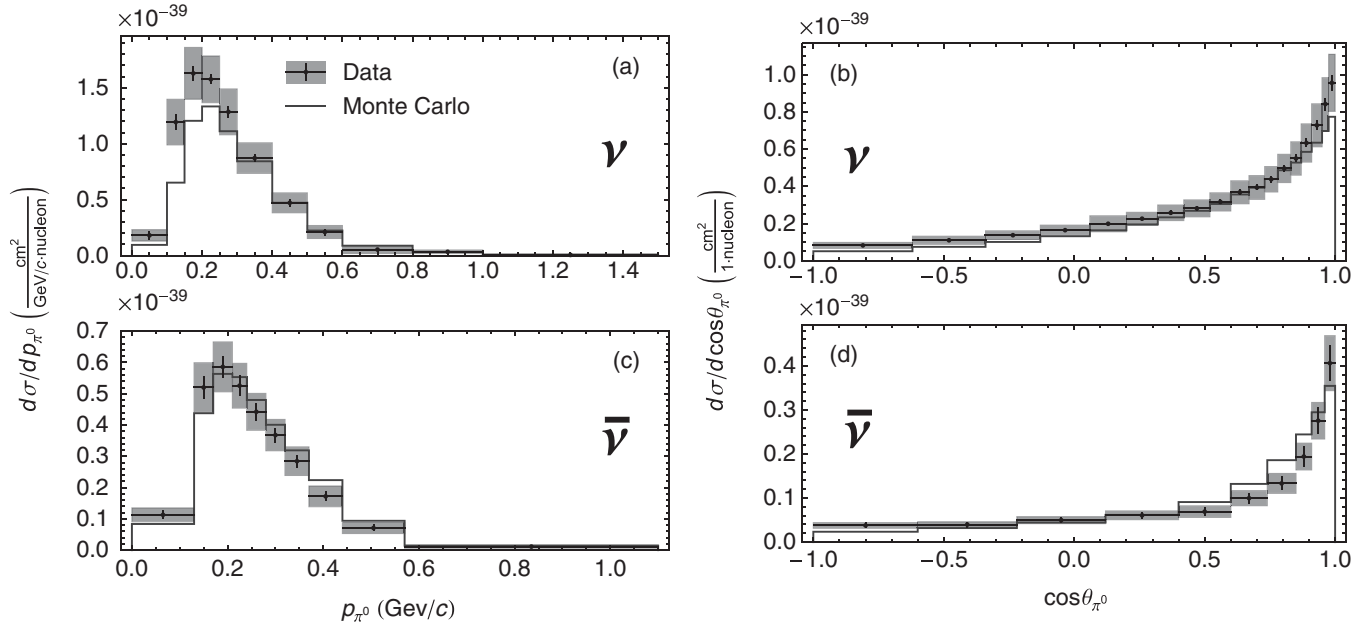 ×10⁻³⁹
1.5
1.0
0.5
0.0
0.0 0.2 0.4 0.6 0.8 1.0 1.2 1.4
Data
Monte Carlo
(a)
ν
×10⁻³⁹
1.0
0.8
0.6
0.4
0.2
0.0
−1.0 −0.5 0.0 0.5 1.0
(b)
ν
×10⁻³⁹
0.7
0.6
0.5
0.4
0.3
0.2
0.1
0.0
0.0 0.2 0.4 0.6 0.8 1.0
(c)
ν̅
×10⁻³⁹
0.4
0.3
0.2
0.1
0.0
−1.0 −0.5 0.0 0.5 1.0
(d)
ν̅
dσ/dp_π⁰ (cm²/GeV/c·nucleon)
dσ/dcosθ_π⁰ (cm²/1·nucleon)
p_π⁰ (Gev/c)
cosθ_π⁰